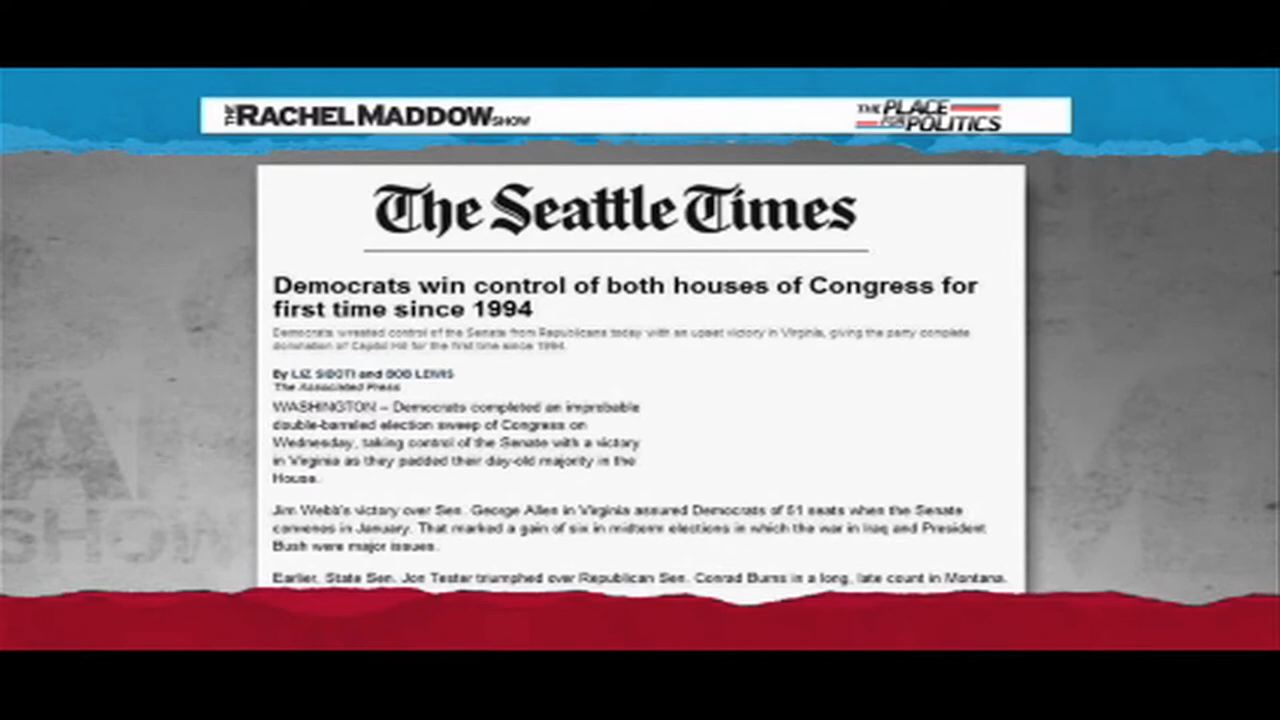 THE RACHEL MADDOW SHOW
THE PLACE
FOR POLITICS
The Seattle Times
Democrats win control of both houses of Congress for
first time since 1994
Democrats wrested control of the Senate from Republicans today with an upset victory in Virginia, giving the party complete
domination of Capitol Hill for the first time since 1994.
By LIZ SIDOTI and BOB LEWIS
The Associated Press
WASHINGTON – Democrats completed an improbable
double-barreled election sweep of Congress on
Wednesday, taking control of the Senate with a victory
in Virginia as they padded their day-old majority in the
House.
Jim Webb's victory over Sen. George Allen in Virginia assured Democrats of 51 seats when the Senate
convenes in January. That marked a gain of six in midterm elections in which the war in Iraq and President
Bush were major issues.
Earlier, State Sen. Jon Tester triumphed over Republican Sen. Conrad Burns in a long, late count in Montana.
SHOW